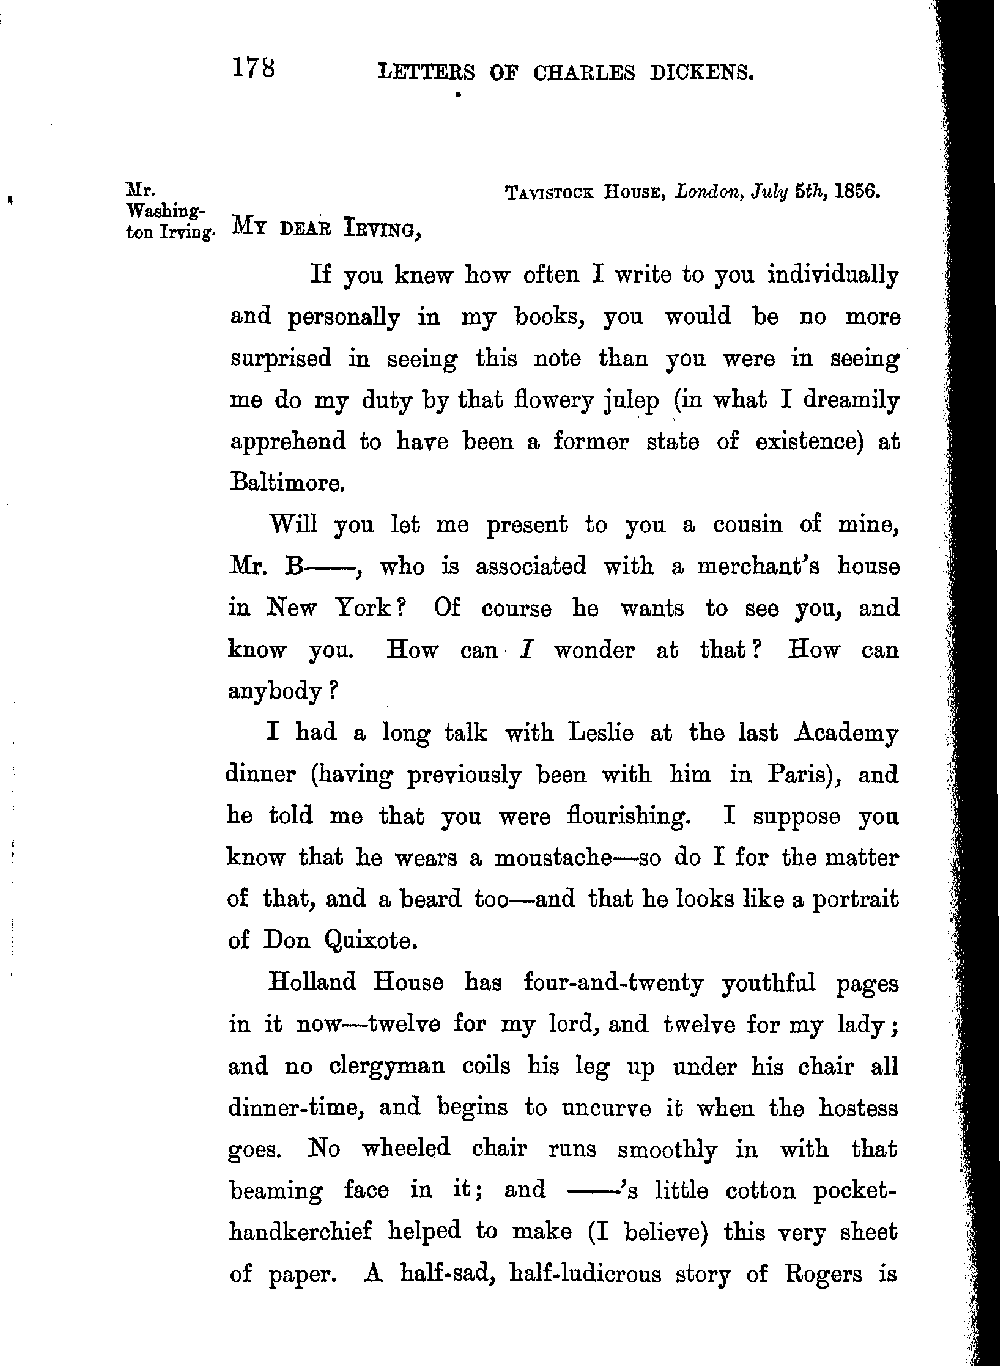 178 LETTERS OF CHARLES DICKENS.
Mr.
Washing-
ton Irving.
TAVISTOCK HOUSE, London, July 5th, 1856.
MY DEAR IRVING,
If you knew how often I write to you individually
and personally in my books, you would be no more
surprised in seeing this note than you were in seeing
me do my duty by that flowery julep (in what I dreamily
apprehend to have been a former state of existence) at
Baltimore.
Will you let me present to you a cousin of mine,
Mr. B——, who is associated with a merchant's house
in New York? Of course he wants to see you, and
know you. How can I wonder at that? How can
anybody?
I had a long talk with Leslie at the last Academy
dinner (having previously been with him in Paris), and
he told me that you were flourishing. I suppose you
know that he wears a moustache—so do I for the matter
of that, and a beard too—and that he looks like a portrait
of Don Quixote.
Holland House has four-and-twenty youthful pages
in it now—twelve for my lord, and twelve for my lady;
and no clergyman coils his leg up under his chair all
dinner-time, and begins to uncurve it when the hostess
goes. No wheeled chair runs smoothly in with that
beaming face in it; and ——'s little cotton pocket-
handkerchief helped to make (I believe) this very sheet
of paper. A half-sad, half-ludicrous story of Rogers is